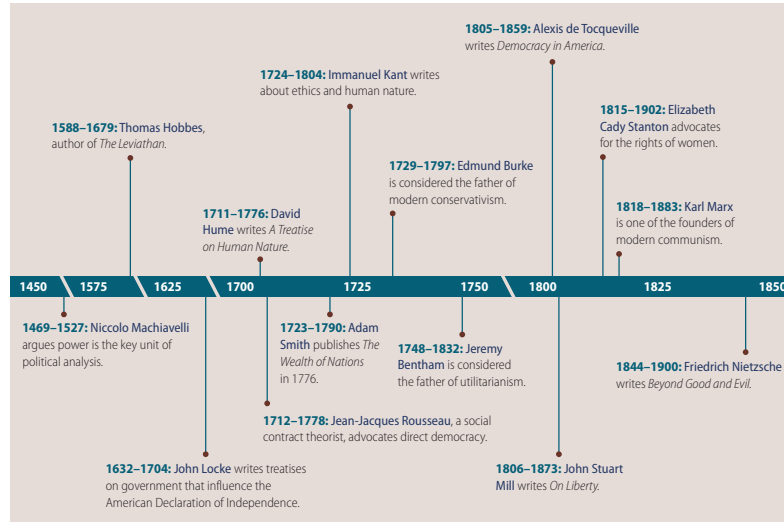 1805–1859: Alexis de Tocqueville
writes Democracy in America.
1724–1804: Immanuel Kant writes
about ethics and human nature.
1815–1902: Elizabeth
Cady Stanton advocates
for the rights of women.
1588–1679: Thomas Hobbes,
author of The Leviathan.
1729–1797: Edmund Burke
is considered the father of
modern conservativism.
1711–1776: David
Hume writes A Treatise
on Human Nature.
1818–1883: Karl Marx
is one of the founders of
modern communism.
1450 1575 1625 1700 1725 1750 1800 1825 1850
1469–1527: Niccolo Machiavelli
argues power is the key unit of
political analysis.
1723–1790: Adam
Smith publishes The
Wealth of Nations
in 1776.
1748–1832: Jeremy
Bentham is considered
the father of utilitarianism.
1844–1900: Friedrich Nietzsche
writes Beyond Good and Evil.
1712–1778: Jean-Jacques Rousseau, a social
contract theorist, advocates direct democracy.
1632–1704: John Locke writes treatises
on government that influence the
American Declaration of Independence.
1806–1873: John Stuart
Mill writes On Liberty.